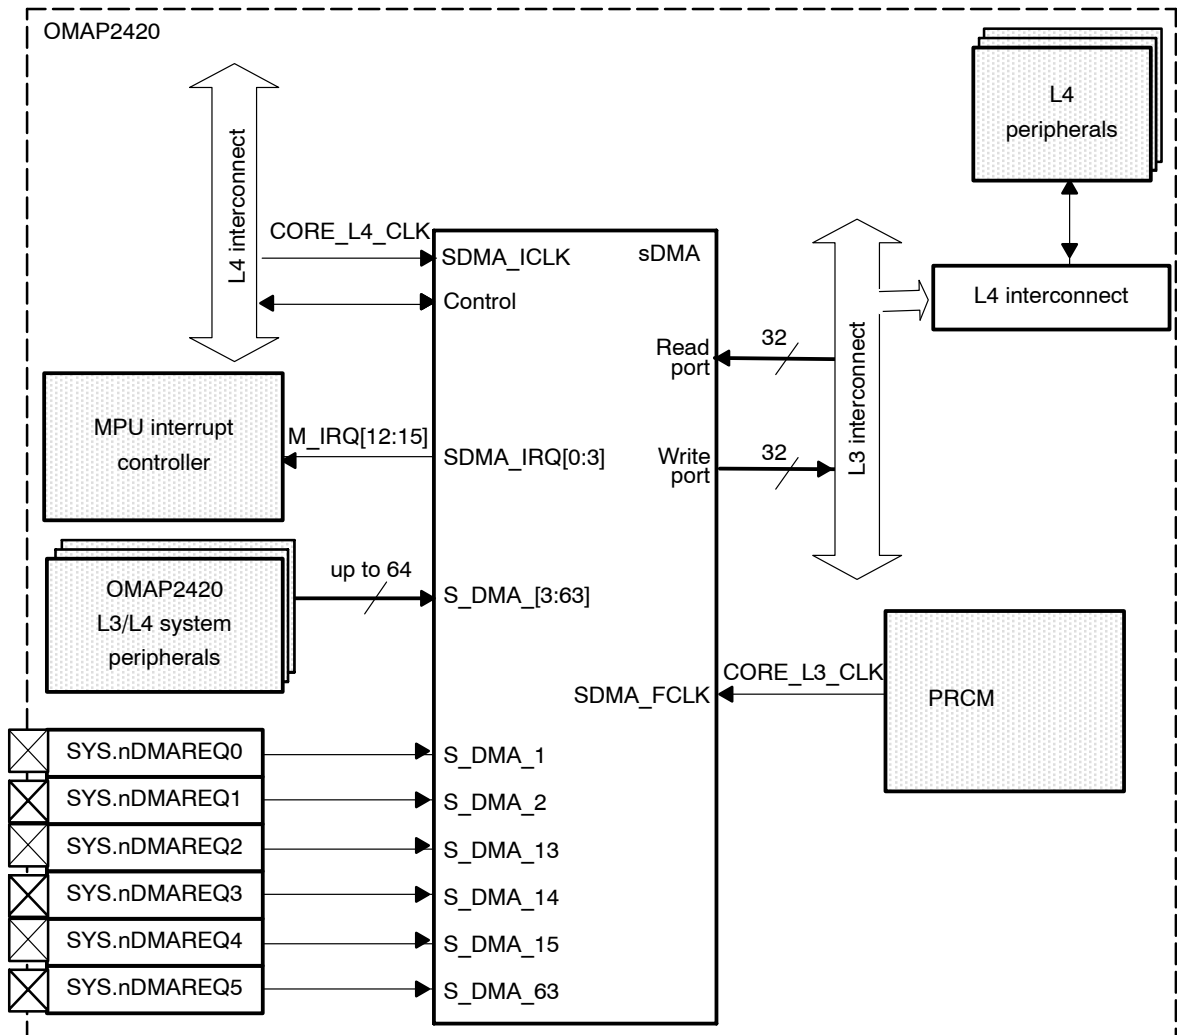 OMAP2420
L4
peripherals
L4 interconnect
CORE_L4_CLK
SDMA_ICLK
sDMA
Control
L4 interconnect
32
Read
port
L3 interconnect
MPU interrupt
controller
M_IRQ[12:15]
SDMA_IRQ[0:3]
32
Write
port
OMAP2420
L3/L4 system
peripherals
up to 64
S_DMA_[3:63]
SDMA_FCLK
CORE_L3_CLK
PRCM
SYS.nDMAREQ0
S_DMA_1
SYS.nDMAREQ1
S_DMA_2
SYS.nDMAREQ2
S_DMA_13
SYS.nDMAREQ3
S_DMA_14
SYS.nDMAREQ4
S_DMA_15
SYS.nDMAREQ5
S_DMA_63